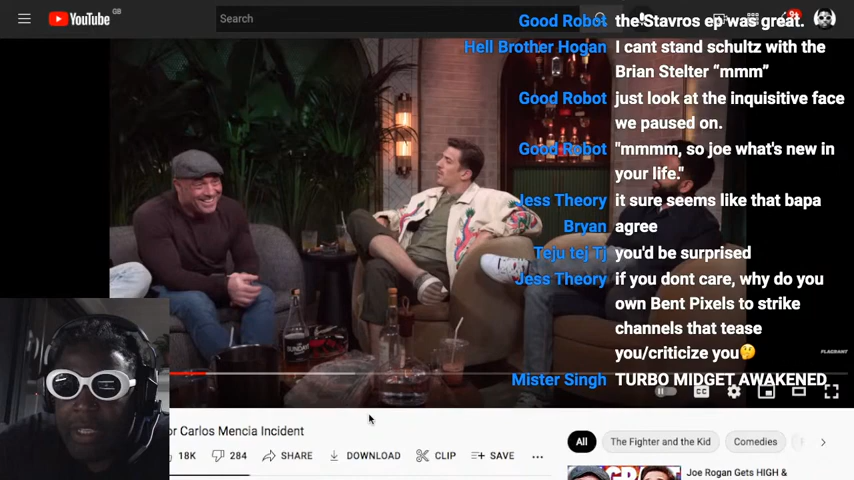 YouTube GB
Search
9+
Good Robot the Stavros ep was great.
Hell Brother Hogan I cant stand schultz with the
Brian Stelter “mmm”
Good Robot just look at the inquisitive face
we paused on.
Good Robot "mmmm, so joe what's new in
your life."
Jess Theory it sure seems like that bapa
Bryan agree
Teju tej Tj you'd be surprised
Jess Theory if you dont care, why do you
own Bent Pixels to strike
channels that tease
you/criticize you🤔
Mister Singh TURBO MIDGET AWAKENED
FLAGRANT
CC
or Carlos Mencia Incident
18K 284 SHARE DOWNLOAD CLIP SAVE
All The Fighter and the Kid Comedies
Joe Rogan Gets HIGH &